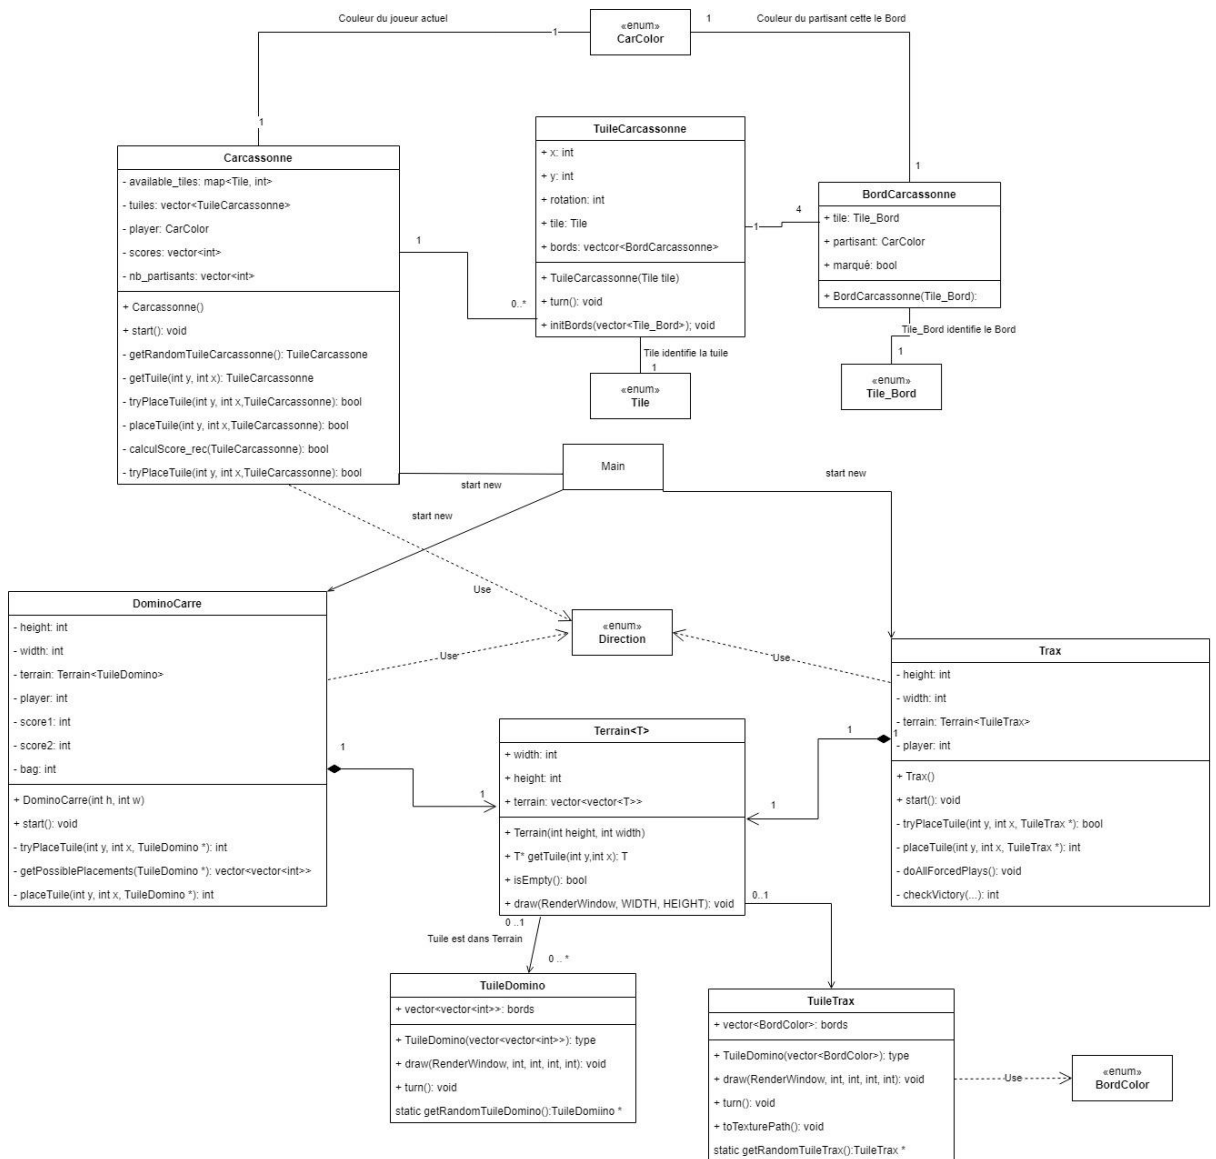 Couleur du joueur actuel
1
«enum»
CarColor
1
Couleur du partisant cette le Bord
1
Carcassonne
- available_tiles: map<Tile, int>
- tuiles: vector<TuileCarcassonne>
- player: CarColor
- scores: vector<int>
- nb_partisants: vector<int>
+ Carcassonne()
+ start(): void
- getRandomTuileCarcassonne(): TuileCarcassone
- getTuile(int y, int x): TuileCarcassonne
- tryPlaceTuile(int y, int x,TuileCarcassonne): bool
- placeTuile(int y, int x,TuileCarcassonne): bool
- calculScore_rec(TuileCarcassonne): bool
- tryPlaceTuile(int y, int x,TuileCarcassonne): bool
1
0..*
TuileCarcassonne
+ x: int
+ y: int
+ rotation: int
+ tile: Tile
+ bords: vectcor<BordCarcassonne>
+ TuileCarcassonne(Tile tile)
+ turn(): void
+ initBords(vector<Tile_Bord>); void
1
4
1
BordCarcassonne
+ tile: Tile_Bord
+ partisant: CarColor
+ marqué: bool
+ BordCarcassonne(Tile_Bord):
Tile_Bord identifie le Bord
1
«enum»
Tile_Bord
Tile identifie la tuile
1
«enum»
Tile
Main
start new
start new
start new
Use
Use
Use
«enum»
Direction
DominoCarre
- height: int
- width: int
- terrain: Terrain<TuileDomino>
- player: int
- score1: int
- score2: int
- bag: int
+ DominoCarre(int h, int w)
+ start(): void
- tryPlaceTuile(int y, int x, TuileDomino *): int
- getPossiblePlacements(TuileDomino *): vector<vector<int>>
- placeTuile(int y, int x, TuileDomino *): int
1
1
Terrain<T>
+ width: int
+ height: int
+ terrain: vector<vector<T>>
+ Terrain(int height, int width)
+ T* getTuile(int y,int x): T
+ isEmpty(): bool
+ draw(RenderWindow, WIDTH, HEIGHT): void
1
1
1
Trax
- height: int
- width: int
- terrain: Terrain<TuileTrax>
- player: int
+ Trax()
+ start(): void
- tryPlaceTuile(int y, int x, TuileTrax *): bool
- placeTuile(int y, int x, TuileTrax *): int
- doAllForcedPlays(): void
- checkVictory(...): int
0 ..1
Tuile est dans Terrain
0 .. *
0..1
TuileDomino
+ vector<vector<int>>: bords
+ TuileDomino(vector<vector<int>>): type
+ draw(RenderWindow, int, int, int, int): void
+ turn(): void
static getRandomTuileDomino():TuileDomiino *
TuileTrax
+ vector<BordColor>: bords
+ TuileDomino(vector<BordColor>): type
+ draw(RenderWindow, int, int, int, int): void
+ turn(): void
+ toTexturePath(): void
static getRandomTuileTrax():TuileTrax *
Use
«enum»
BordColor